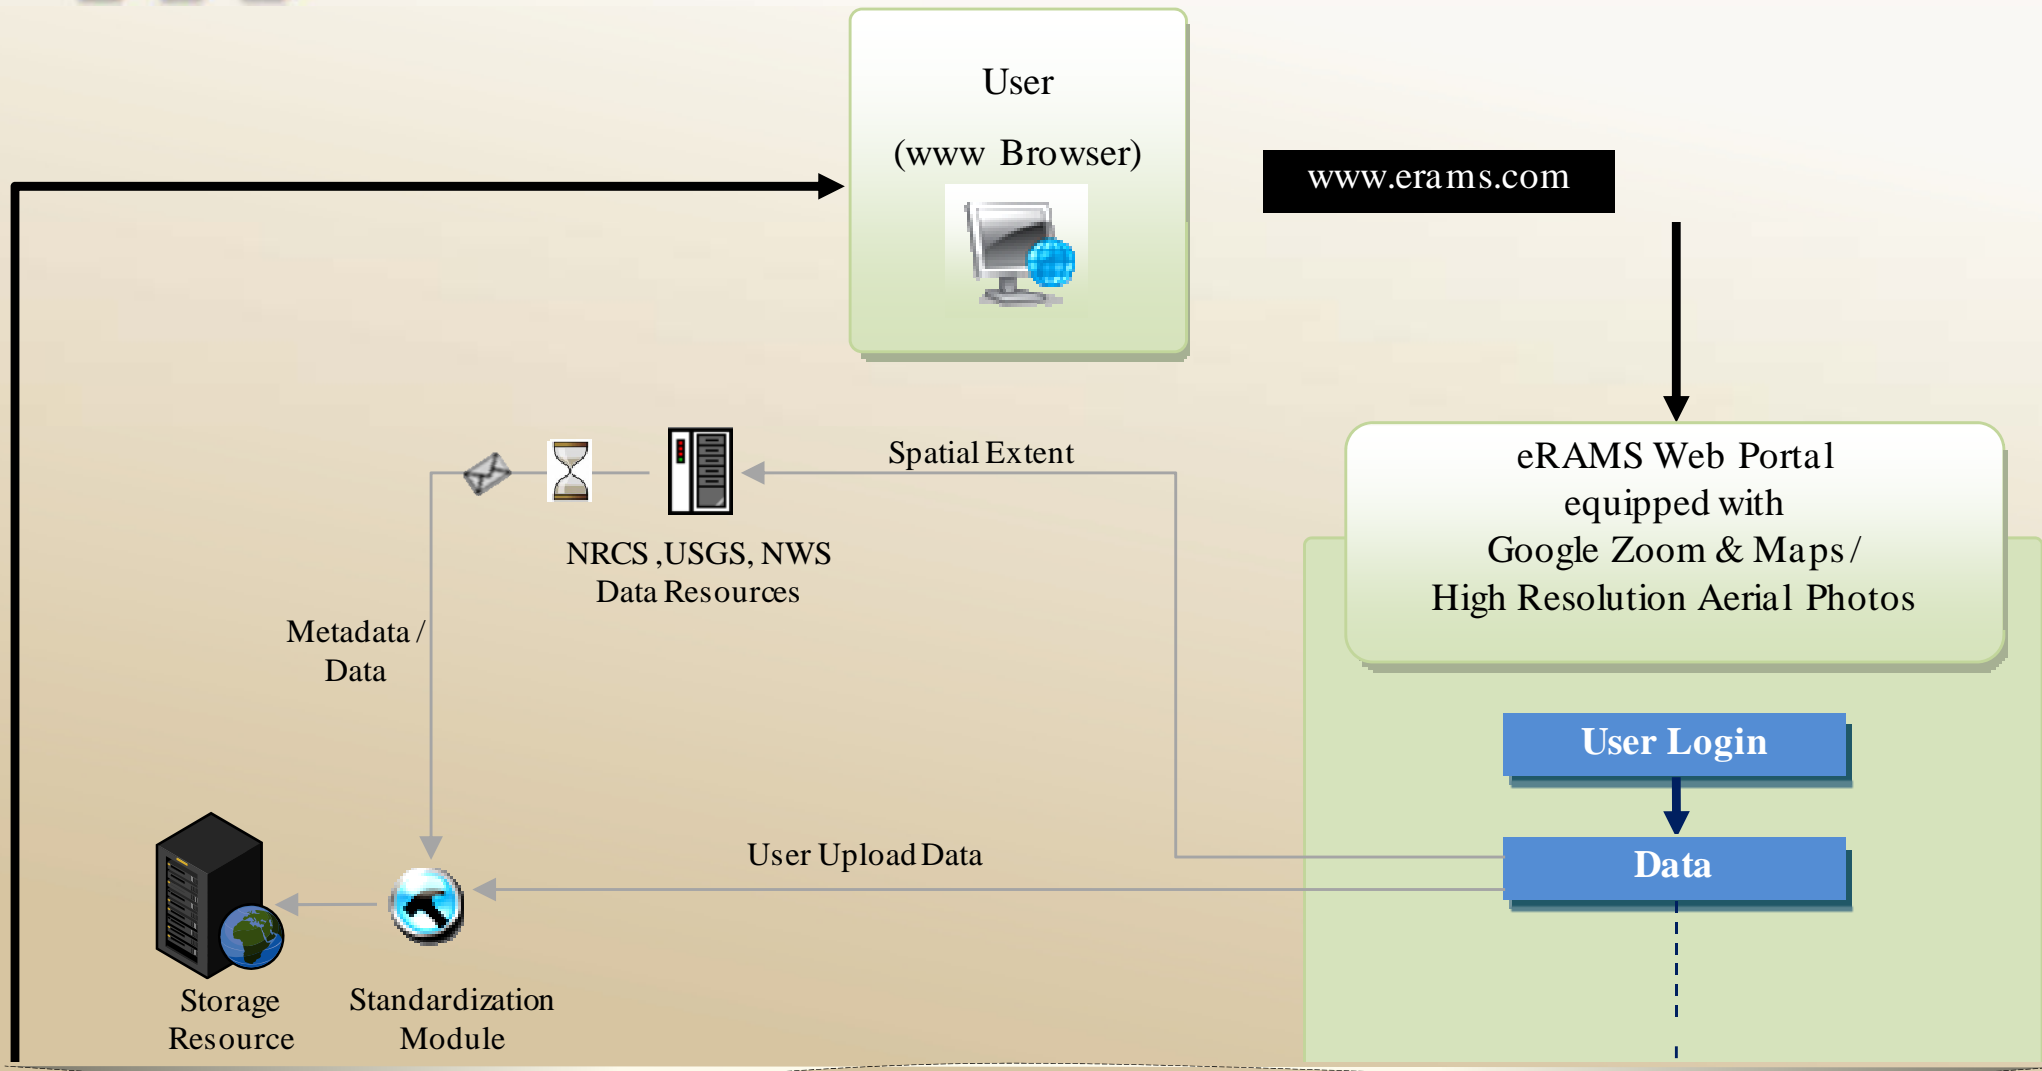 User
(www Browser)
www.erams.com
Spatial Extent
eRAMS Web Portal
equipped with
Google Zoom & Maps /
High Resolution Aerial Photos
NRCS ,USGS, NWS
Data Resources
Metadata /
Data
User Login
User Upload Data
Data
Storage
Resource
Standardization
Module